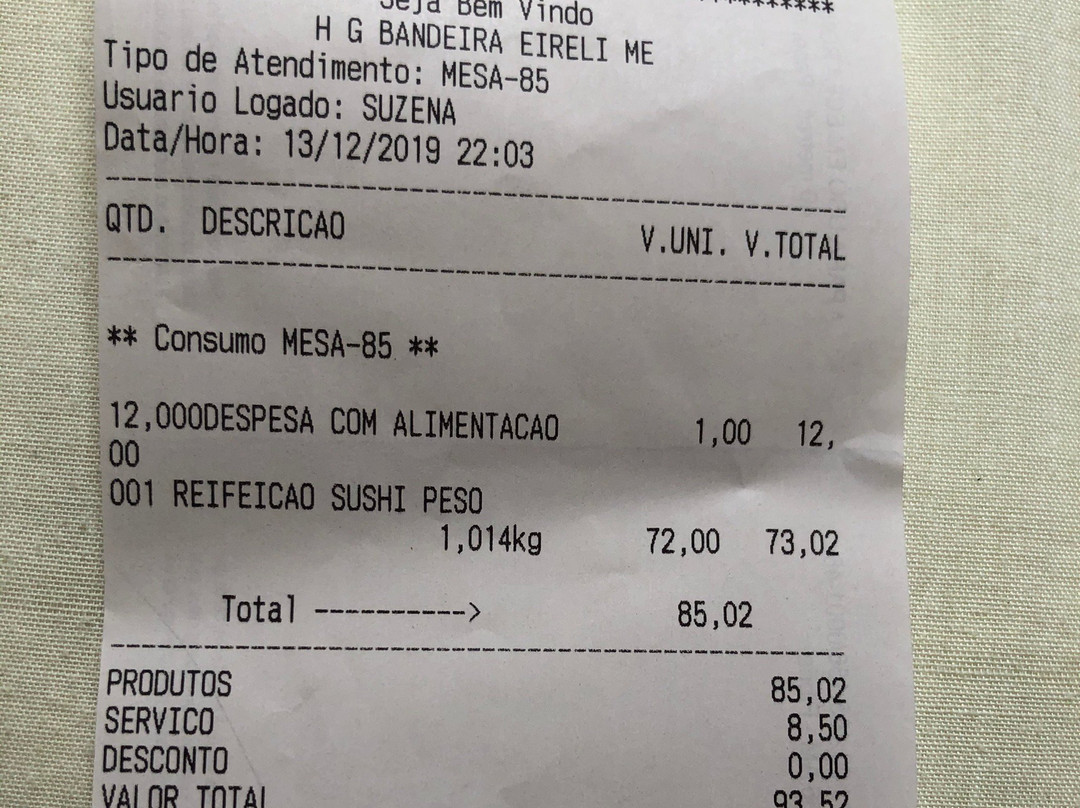 Seja Bem Vindo **********
H G BANDEIRA EIRELI ME
Tipo de Atendimento: MESA-85
Usuario Logado: SUZENA
Data/Hora: 13/12/2019 22:03
QTD. DESCRICAO V.UNI. V.TOTAL
** Consumo MESA-85 **
12,000DESPESA COM ALIMENTACAO 1,00 12,
00
001 REIFEICAO SUSHI PESO
1,014kg 72,00 73,02
Total ----------> 85,02
PRODUTOS 85,02
SERVICO 8,50
DESCONTO 0,00
VALOR TOTAL 93,52